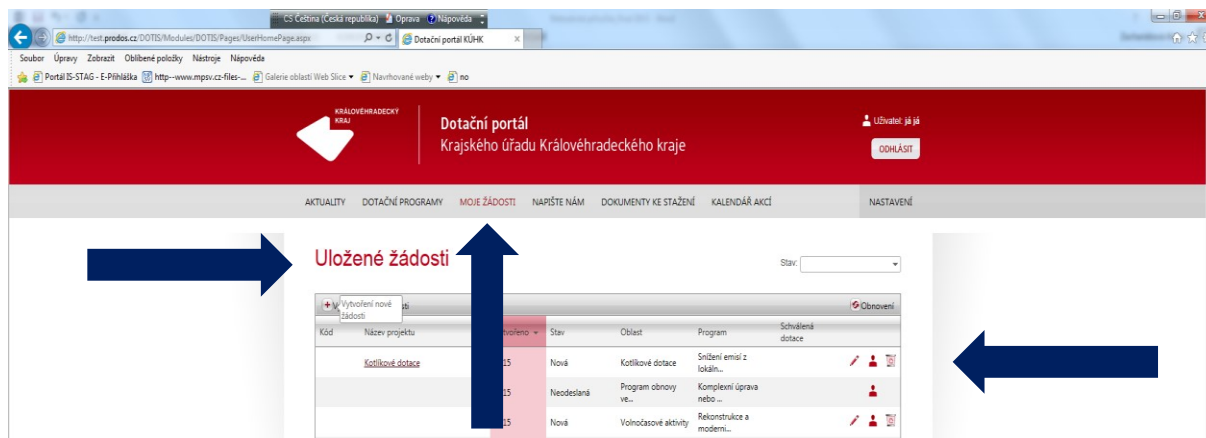 CS Čeština (Česká republika) Oprava Nápověda
http://test.prodos.cz/DOTIS/Modules/DOTIS/Pages/UserHomePage.aspx
Dotační portál KÚHK x
Soubor Úpravy Zobrazit Oblíbené položky Nástroje Nápověda
Portál IS-STAG - E-Přihláška http--www.mpsv.cz-files-... Galerie oblasti Web Slice Navrhované weby no
KRÁLOVÉHRADECKÝ
KRAJ
Dotační portál
Krajského úřadu Královéhradeckého kraje
Uživatel: já já
ODHLÁSIT
AKTUALITY DOTAČNÍ PROGRAMY MOJE ŽÁDOSTI NAPIŠTE NÁM DOKUMENTY KE STAŽENÍ KALENDÁŘ AKCÍ NASTAVENÍ
Uložené žádosti
Stav:
Vytvoření nové
žádosti
Obnovení
Kód Název projektu Stav Oblast Program Schválená
dotace
Kotlíkové dotace 15 Nová Kotlíkové dotace Snížení emisí z
lokáln...
15 Neodeslaná Program obnovy
ve... Komplexní úprava
nebo ...
15 Nová Volnočasové aktivity Rekonstrukce a
moderni...